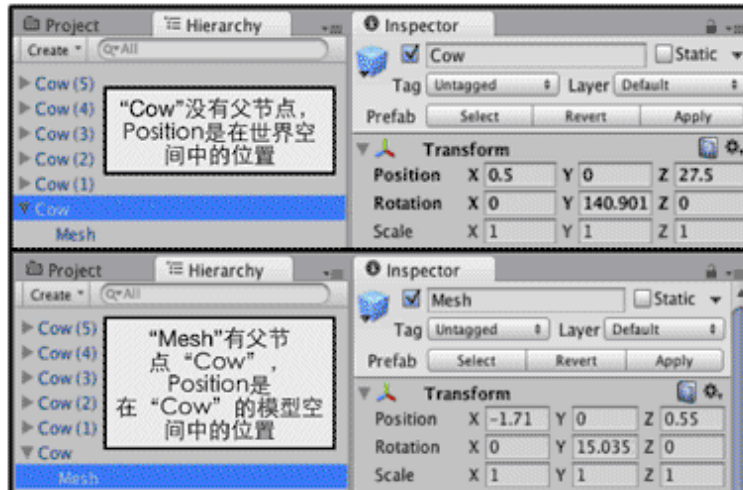 Project
Hierarchy
Create
All
Cow (5)
Cow (4)
Cow (3)
Cow (2)
Cow (1)
Cow
Mesh
“Cow”没有父节点，
Position是在世界空
间中的位置
Inspector
Cow
Static
Tag Untagged Layer Default
Prefab Select Revert Apply
Transform
Position X 0.5 Y 0 Z 27.5
Rotation X 0 Y 140.901 Z 0
Scale X 1 Y 1 Z 1
Project
Hierarchy
Create
All
Cow (5)
Cow (4)
Cow (3)
Cow (2)
Cow (1)
Cow
Mesh
“Mesh”有父节
点 “Cow”，
Position是
在 “Cow” 的模型空
间中的位置
Inspector
Mesh
Static
Tag Untagged Layer Default
Prefab Select Revert Apply
Transform
Position X -1.71 Y 0 Z 0.55
Rotation X 0 Y 15.035 Z 0
Scale X 1 Y 1 Z 1